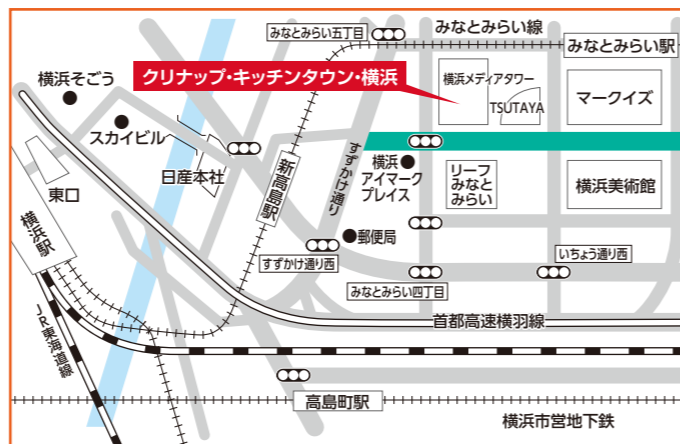 みなとみらい五丁目
みなとみらい線
みなとみらい駅
横浜そごう
クリナップ・キッチンタウン・横浜
横浜メディアタワー
TSUTAYA
マークイズ
スカイビル
日産本社
新高島駅
すずかけ通り
横浜
アイマーク
プレイス
リーフ
みなと
みらい
横浜美術館
東口
横浜駅
郵便局
すずかけ通り西
みなとみらい四丁目
いちょう通り西
首都高速横羽線
JR東海道線
高島町駅
横浜市営地下鉄